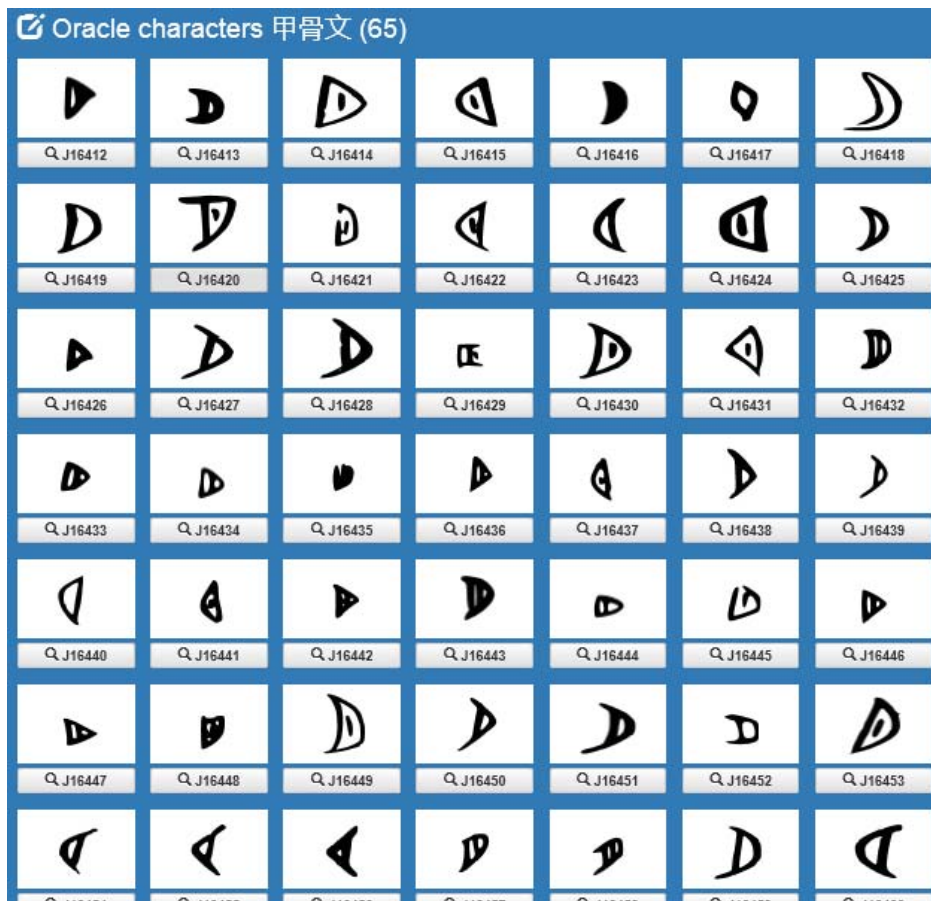 Oracle characters 甲骨文 (65)
J16412 J16413 J16414 J16415 J16416 J16417 J16418
J16419 J16420 J16421 J16422 J16423 J16424 J16425
J16426 J16427 J16428 J16429 J16430 J16431 J16432
J16433 J16434 J16435 J16436 J16437 J16438 J16439
J16440 J16441 J16442 J16443 J16444 J16445 J16446
J16447 J16448 J16449 J16450 J16451 J16452 J16453